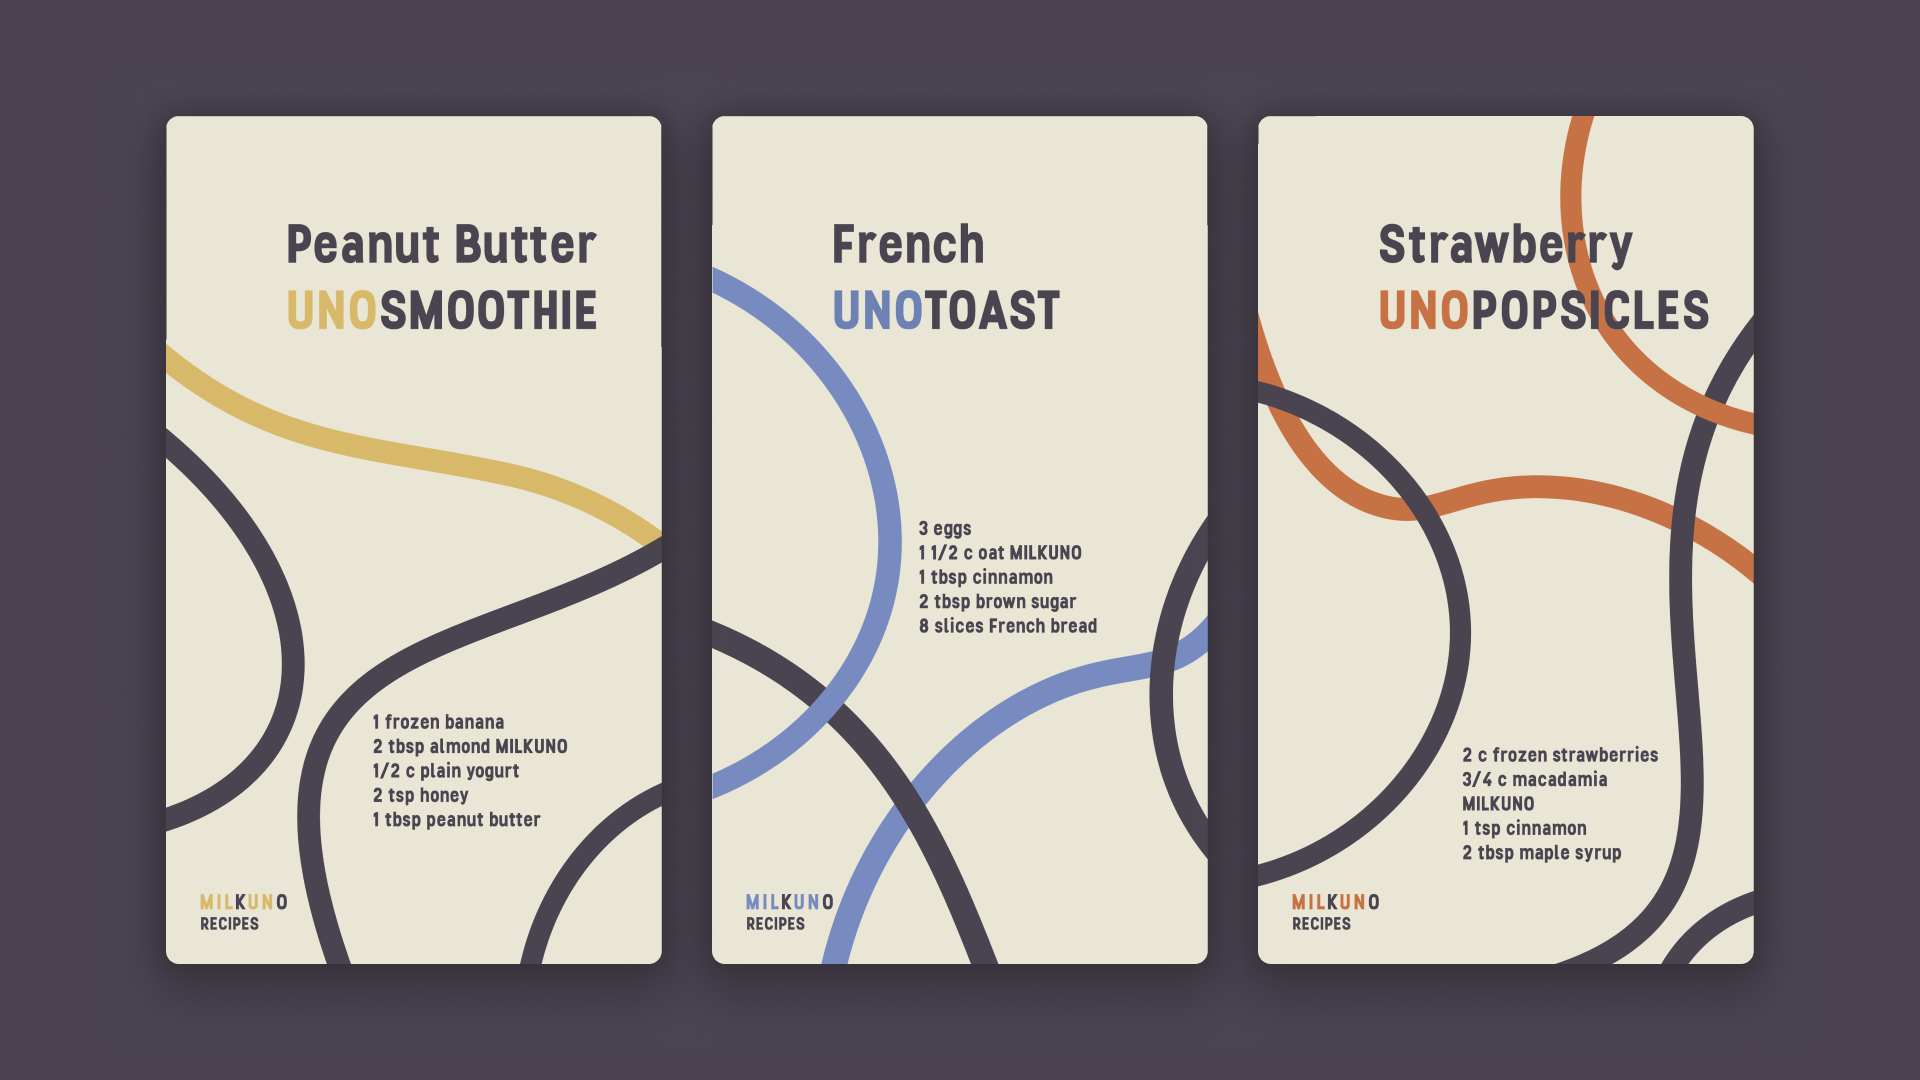 Peanut Butter
UNOSMOOTHIE
1 frozen banana
2 tbsp almond MILKUNO
1/2 c plain yogurt
2 tsp honey
1 tbsp peanut butter
MILKUNO
RECIPES
French
UNOTOAST
3 eggs
1 1/2 c oat MILKUNO
1 tbsp cinnamon
2 tbsp brown sugar
8 slices French bread
MILKUNO
RECIPES
Strawberry
UNOPOPSICLES
2 c frozen strawberries
3/4 c macadamia
MILKUNO
1 tsp cinnamon
2 tbsp maple syrup
MILKUNO
RECIPES